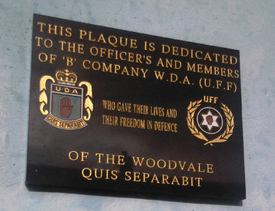 THIS PLAQUE IS DEDICATED
TO THE OFFICER'S AND MEMBERS
OF 'B' COMPANY W.D.A. (U.F.F)
UDA
QUIS SEPARABIT
WHO GAVE THEIR LIVES AND
THEIR FREEDOM IN DEFENCE
UFF
OF THE WOODVALE
QUIS SEPARABIT